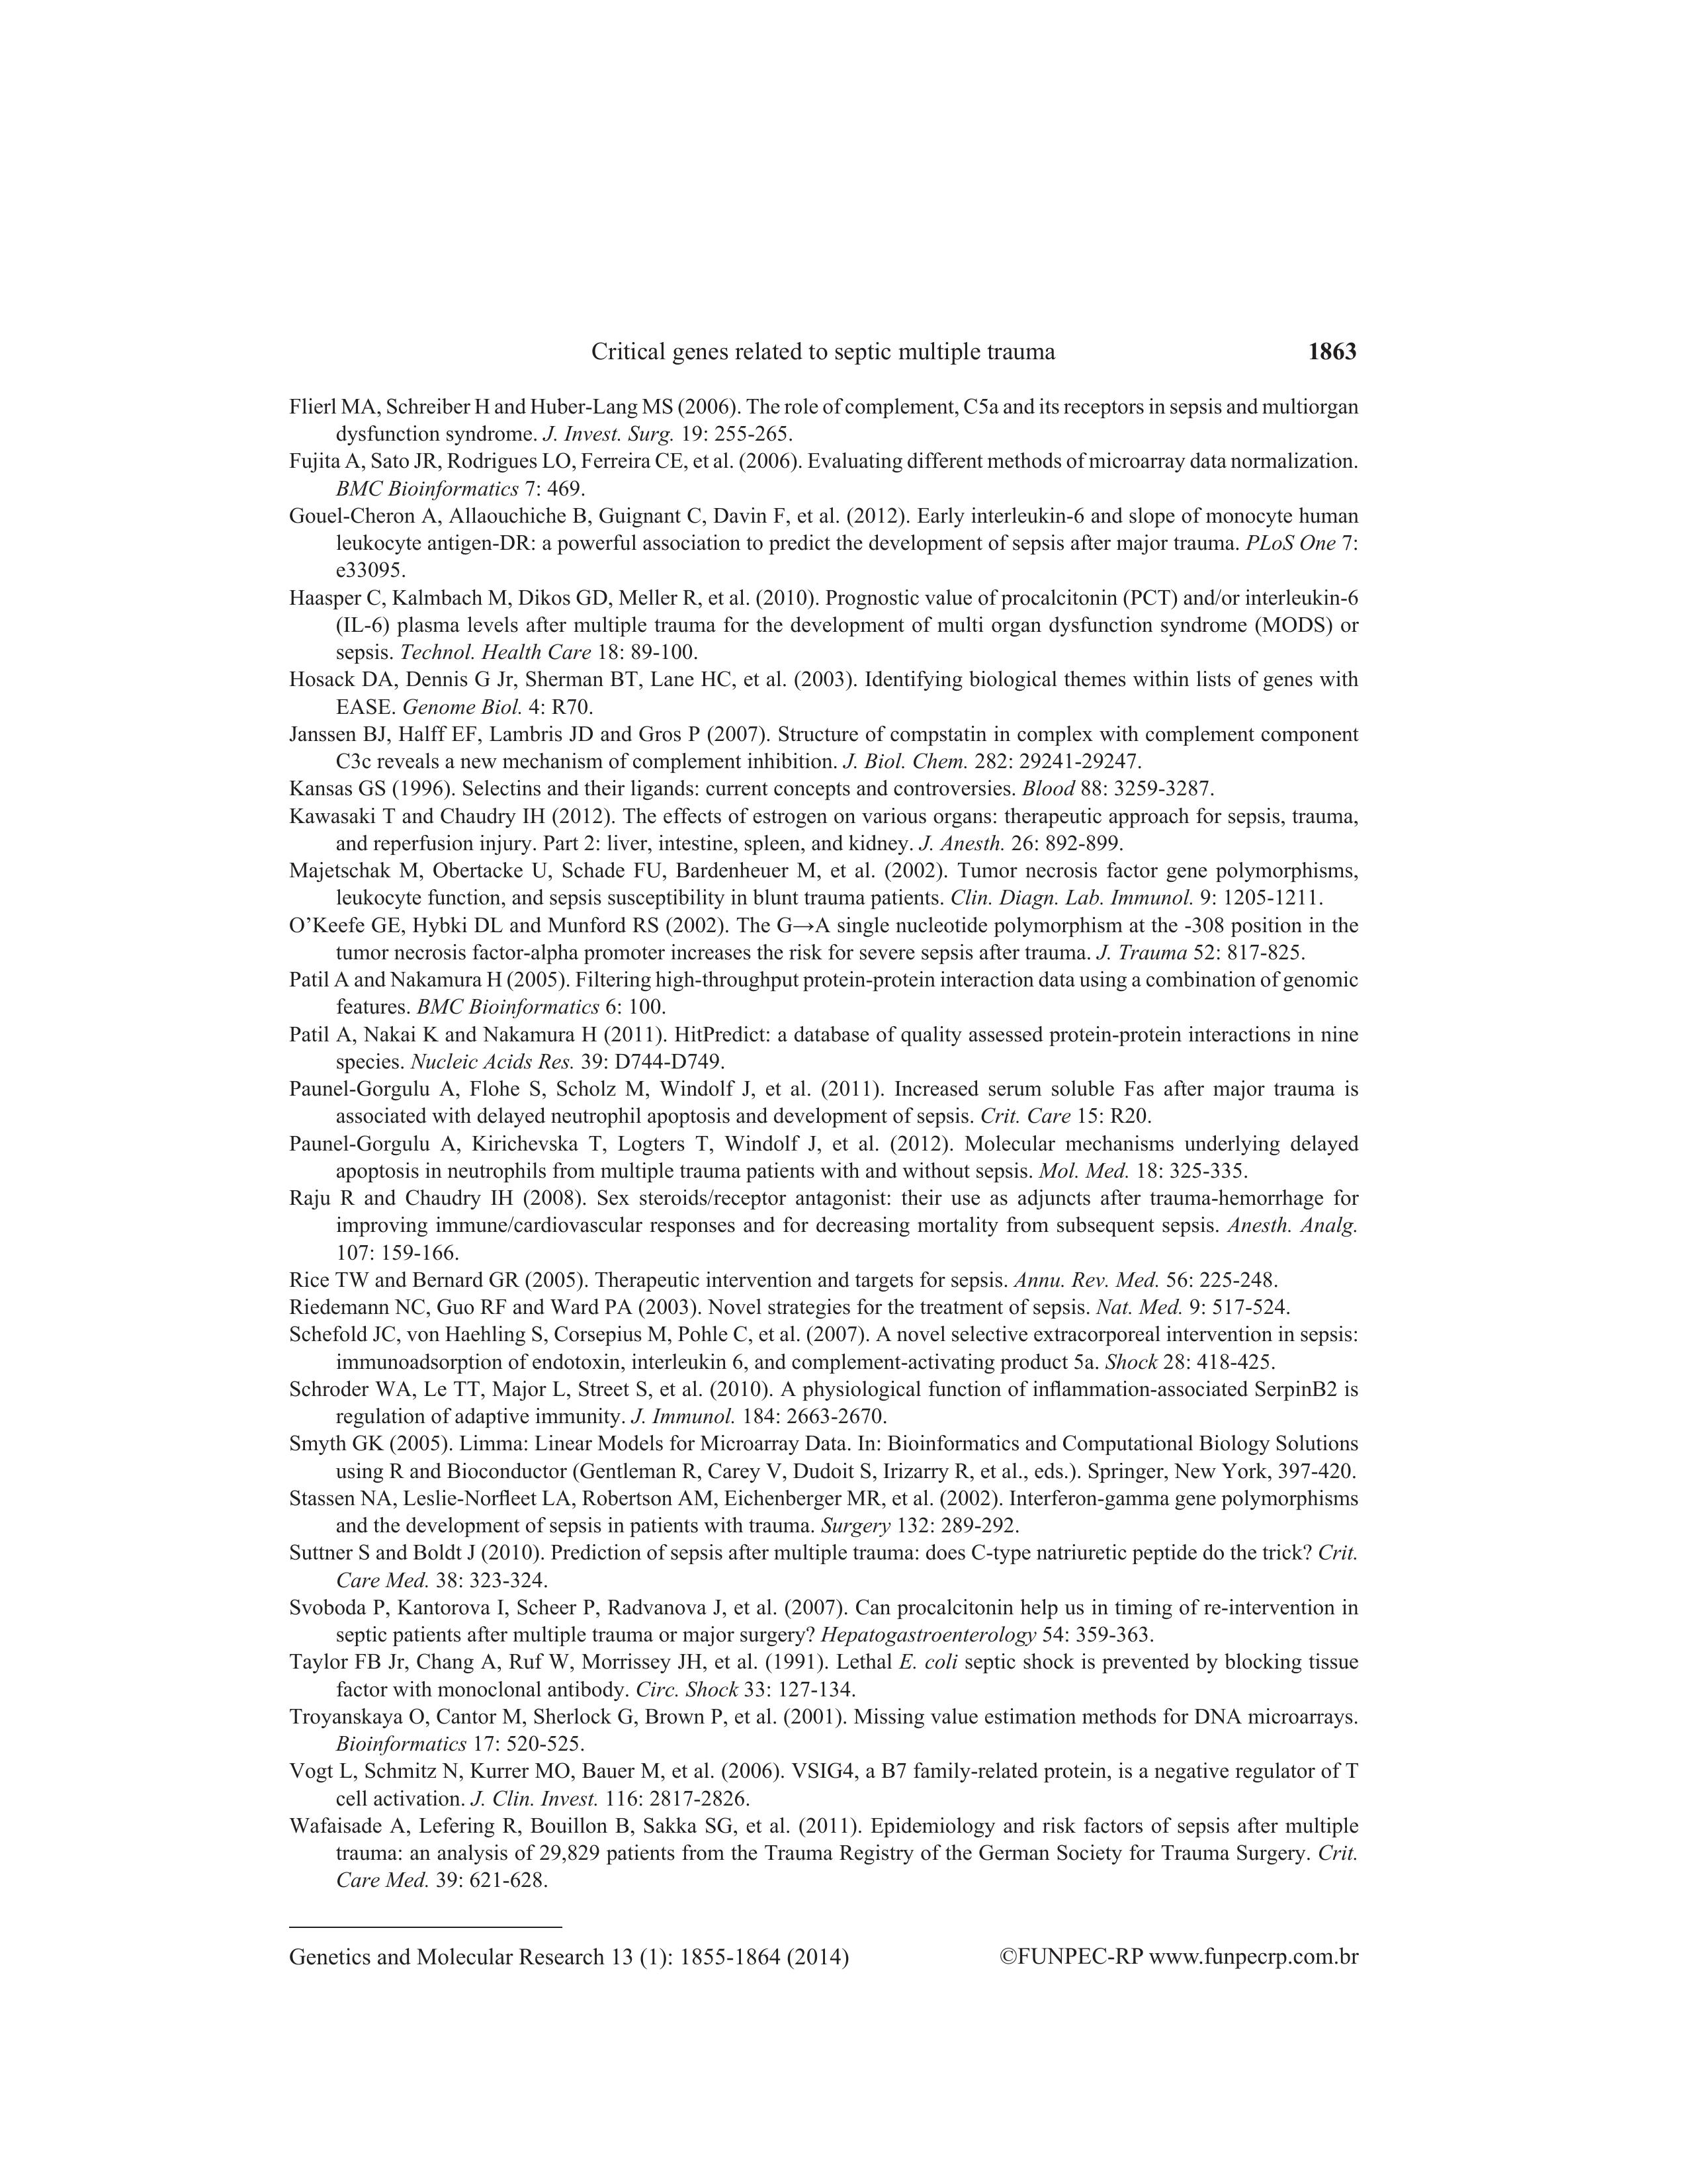 Critical genes related to septic multiple trauma 1863
Flierl MA, Schreiber H and Huber-Lang MS (2006). The role of complement, C5a and its receptors in sepsis and multiorgan
dysfunction syndrome. J. Invest. Surg. 19: 255-265.
Fujita A, Sato JR, Rodrigues LO, Ferreira CE, et al. (2006). Evaluating different methods of microarray data normalization.
BMC Bioinformatics 7: 469.
Gouel-Cheron A, Allaouchiche B, Guignant C, Davin F, et al. (2012). Early interleukin-6 and slope of monocyte human
leukocyte antigen-DR: a powerful association to predict the development of sepsis after major trauma. PLoS One 7:
e33095.
Haasper C, Kalmbach M, Dikos GD, Meller R, et al. (2010). Prognostic value of procalcitonin (PCT) and/or interleukin-6
(IL-6) plasma levels after multiple trauma for the development of multi organ dysfunction syndrome (MODS) or
sepsis. Technol. Health Care 18: 89-100.
Hosack DA, Dennis G Jr, Sherman BT, Lane HC, et al. (2003). Identifying biological themes within lists of genes with
EASE. Genome Biol. 4: R70.
Janssen BJ, Halff EF, Lambris JD and Gros P (2007). Structure of compstatin in complex with complement component
C3c reveals a new mechanism of complement inhibition. J. Biol. Chem. 282: 29241-29247.
Kansas GS (1996). Selectins and their ligands: current concepts and controversies. Blood 88: 3259-3287.
Kawasaki T and Chaudry IH (2012). The effects of estrogen on various organs: therapeutic approach for sepsis, trauma,
and reperfusion injury. Part 2: liver, intestine, spleen, and kidney. J. Anesth. 26: 892-899.
Majetschak M, Obertacke U, Schade FU, Bardenheuer M, et al. (2002). Tumor necrosis factor gene polymorphisms,
leukocyte function, and sepsis susceptibility in blunt trauma patients. Clin. Diagn. Lab. Immunol. 9: 1205-1211.
O’Keefe GE, Hybki DL and Munford RS (2002). The G→A single nucleotide polymorphism at the -308 position in the
tumor necrosis factor-alpha promoter increases the risk for severe sepsis after trauma. J. Trauma 52: 817-825.
Patil A and Nakamura H (2005). Filtering high-throughput protein-protein interaction data using a combination of genomic
features. BMC Bioinformatics 6: 100.
Patil A, Nakai K and Nakamura H (2011). HitPredict: a database of quality assessed protein-protein interactions in nine
species. Nucleic Acids Res. 39: D744-D749.
Paunel-Gorgulu A, Flohe S, Scholz M, Windolf J, et al. (2011). Increased serum soluble Fas after major trauma is
associated with delayed neutrophil apoptosis and development of sepsis. Crit. Care 15: R20.
Paunel-Gorgulu A, Kirichevska T, Logters T, Windolf J, et al. (2012). Molecular mechanisms underlying delayed
apoptosis in neutrophils from multiple trauma patients with and without sepsis. Mol. Med. 18: 325-335.
Raju R and Chaudry IH (2008). Sex steroids/receptor antagonist: their use as adjuncts after trauma-hemorrhage for
improving immune/cardiovascular responses and for decreasing mortality from subsequent sepsis. Anesth. Analg.
107: 159-166.
Rice TW and Bernard GR (2005). Therapeutic intervention and targets for sepsis. Annu. Rev. Med. 56: 225-248.
Riedemann NC, Guo RF and Ward PA (2003). Novel strategies for the treatment of sepsis. Nat. Med. 9: 517-524.
Schefold JC, von Haehling S, Corsepius M, Pohle C, et al. (2007). A novel selective extracorporeal intervention in sepsis:
immunoadsorption of endotoxin, interleukin 6, and complement-activating product 5a. Shock 28: 418-425.
Schroder WA, Le TT, Major L, Street S, et al. (2010). A physiological function of inflammation-associated SerpinB2 is
regulation of adaptive immunity. J. Immunol. 184: 2663-2670.
Smyth GK (2005). Limma: Linear Models for Microarray Data. In: Bioinformatics and Computational Biology Solutions
using R and Bioconductor (Gentleman R, Carey V, Dudoit S, Irizarry R, et al., eds.). Springer, New York, 397-420.
Stassen NA, Leslie-Norfleet LA, Robertson AM, Eichenberger MR, et al. (2002). Interferon-gamma gene polymorphisms
and the development of sepsis in patients with trauma. Surgery 132: 289-292.
Suttner S and Boldt J (2010). Prediction of sepsis after multiple trauma: does C-type natriuretic peptide do the trick? Crit.
Care Med. 38: 323-324.
Svoboda P, Kantorova I, Scheer P, Radvanova J, et al. (2007). Can procalcitonin help us in timing of re-intervention in
septic patients after multiple trauma or major surgery? Hepatogastroenterology 54: 359-363.
Taylor FB Jr, Chang A, Ruf W, Morrissey JH, et al. (1991). Lethal E. coli septic shock is prevented by blocking tissue
factor with monoclonal antibody. Circ. Shock 33: 127-134.
Troyanskaya O, Cantor M, Sherlock G, Brown P, et al. (2001). Missing value estimation methods for DNA microarrays.
Bioinformatics 17: 520-525.
Vogt L, Schmitz N, Kurrer MO, Bauer M, et al. (2006). VSIG4, a B7 family-related protein, is a negative regulator of T
cell activation. J. Clin. Invest. 116: 2817-2826.
Wafaisade A, Lefering R, Bouillon B, Sakka SG, et al. (2011). Epidemiology and risk factors of sepsis after multiple
trauma: an analysis of 29,829 patients from the Trauma Registry of the German Society for Trauma Surgery. Crit.
Care Med. 39: 621-628.
Genetics and Molecular Research 13 (1): 1855-1864 (2014) ©FUNPEC-RP www.funpecrp.com.br